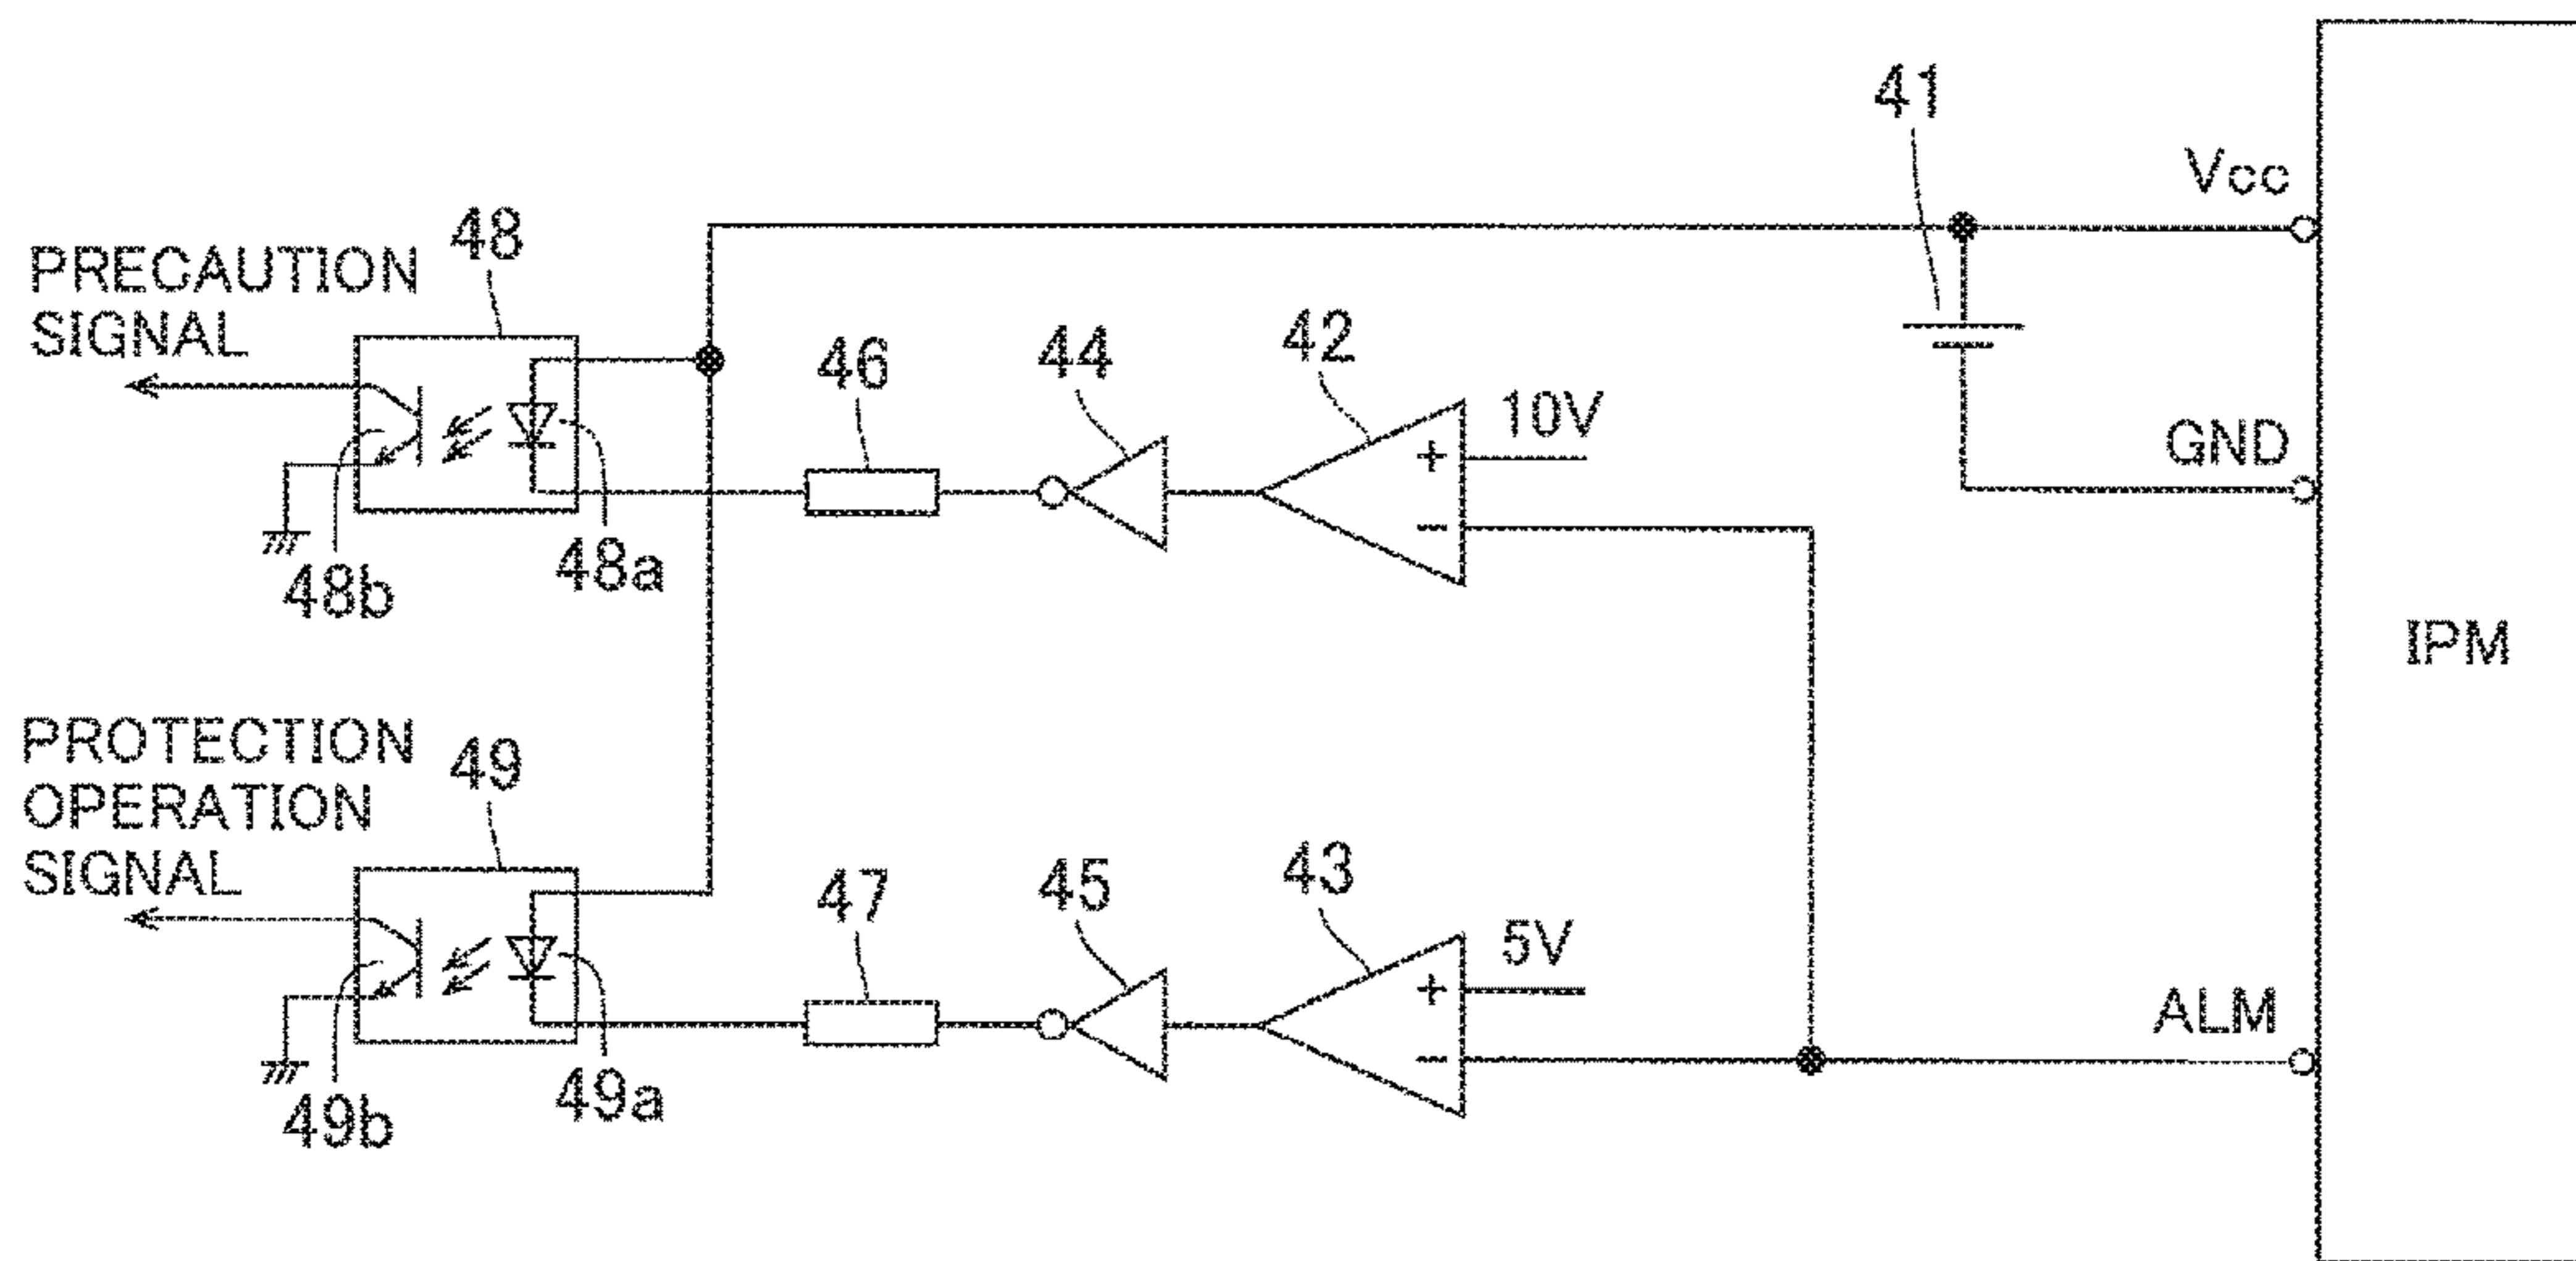 41
Vcc
48
PRECAUTION
SIGNAL
46
44
42
10V
+
−
GND
48a
48b
IPM
PROTECTION
OPERATION
SIGNAL
49
47
45
43
5V
+
−
ALM
49a
49b